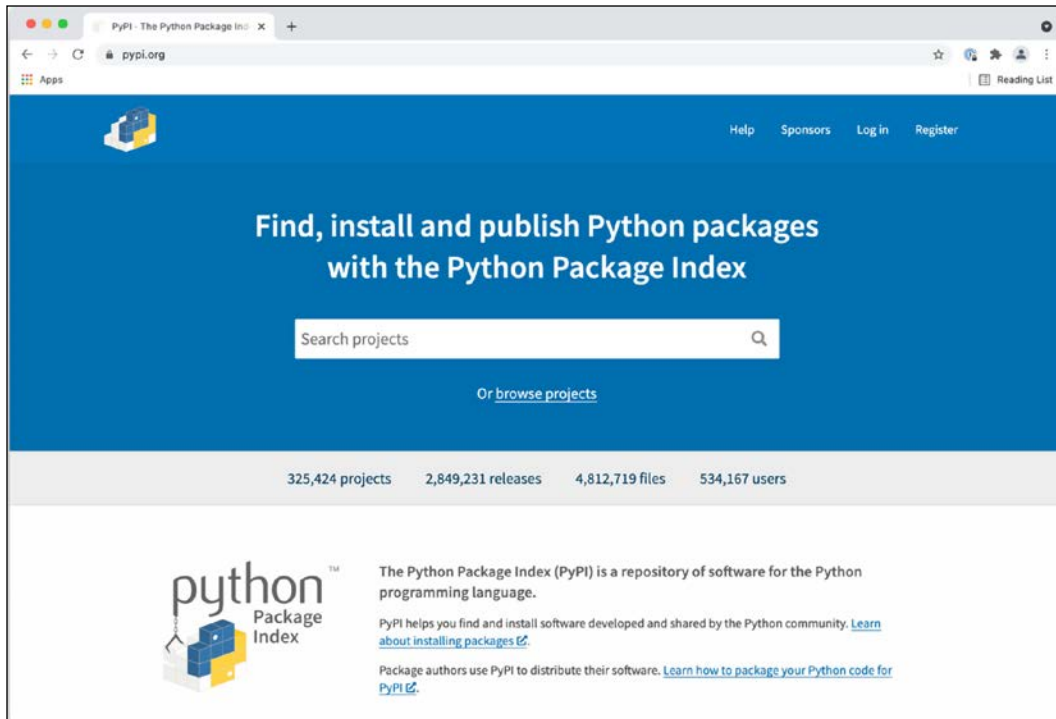 PyPI - The Python Package Ind
pypi.org
Apps
Reading List
Help Sponsors Log in Register
Find, install and publish Python packages
with the Python Package Index
Search projects
Or browse projects
325,424 projects 2,849,231 releases 4,812,719 files 534,167 users
python™
Package
Index
The Python Package Index (PyPI) is a repository of software for the Python
programming language.
PyPI helps you find and install software developed and shared by the Python community. Learn
about installing packages.
Package authors use PyPI to distribute their software. Learn how to package your Python code for
PyPI.